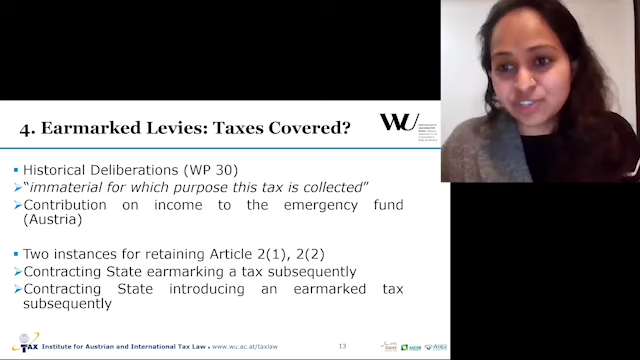 4. Earmarked Levies: Taxes Covered?
WU
Historical Deliberations (WP 30)
"immaterial for which purpose this tax is collected"
Contribution on income to the emergency fund
(Austria)
Two instances for retaining Article 2(1), 2(2)
Contracting State earmarking a tax subsequently
Contracting State introducing an earmarked tax
subsequently
TAX Institute for Austrian and International Tax Law • www.wu.ac.at/taxlaw 13